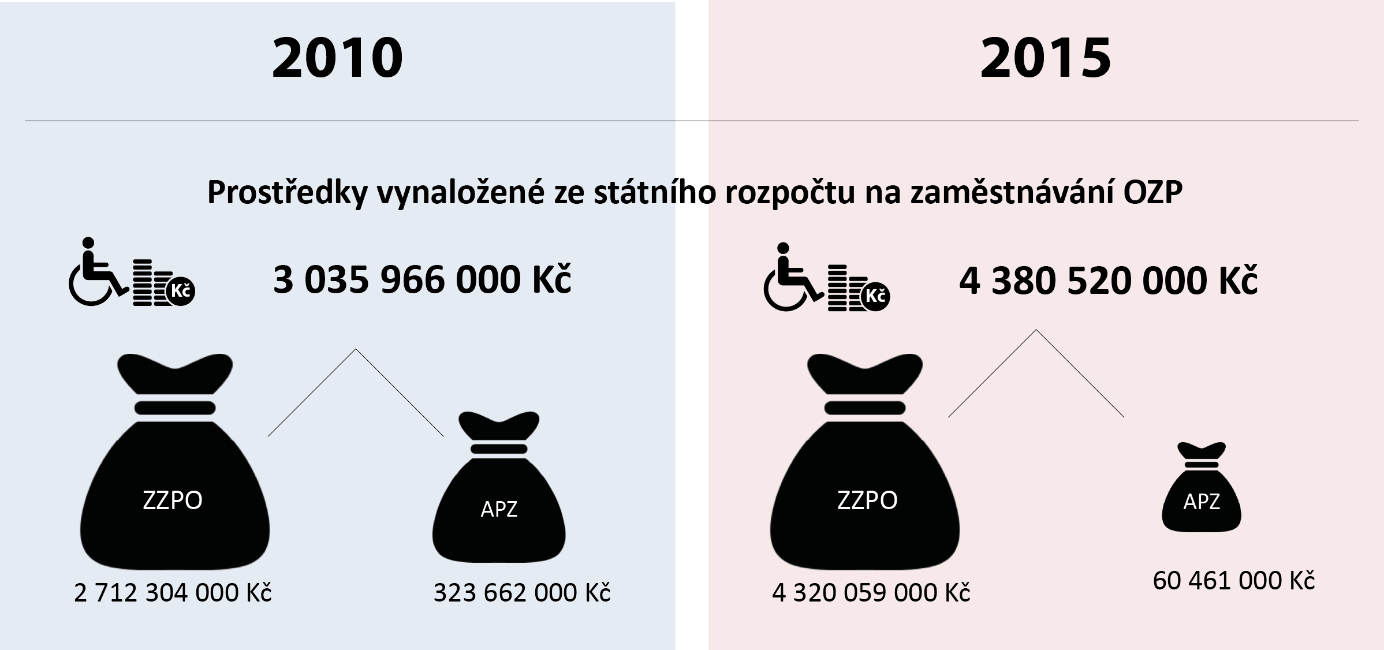 2010
2015
Prostředky vynaložené ze státního rozpočtu na zaměstnávání OZP
Kč
3 035 966 000 Kč
Kč
4 380 520 000 Kč
ZZPO
APZ
ZZPO
APZ
2 712 304 000 Kč
323 662 000 Kč
4 320 059 000 Kč
60 461 000 Kč